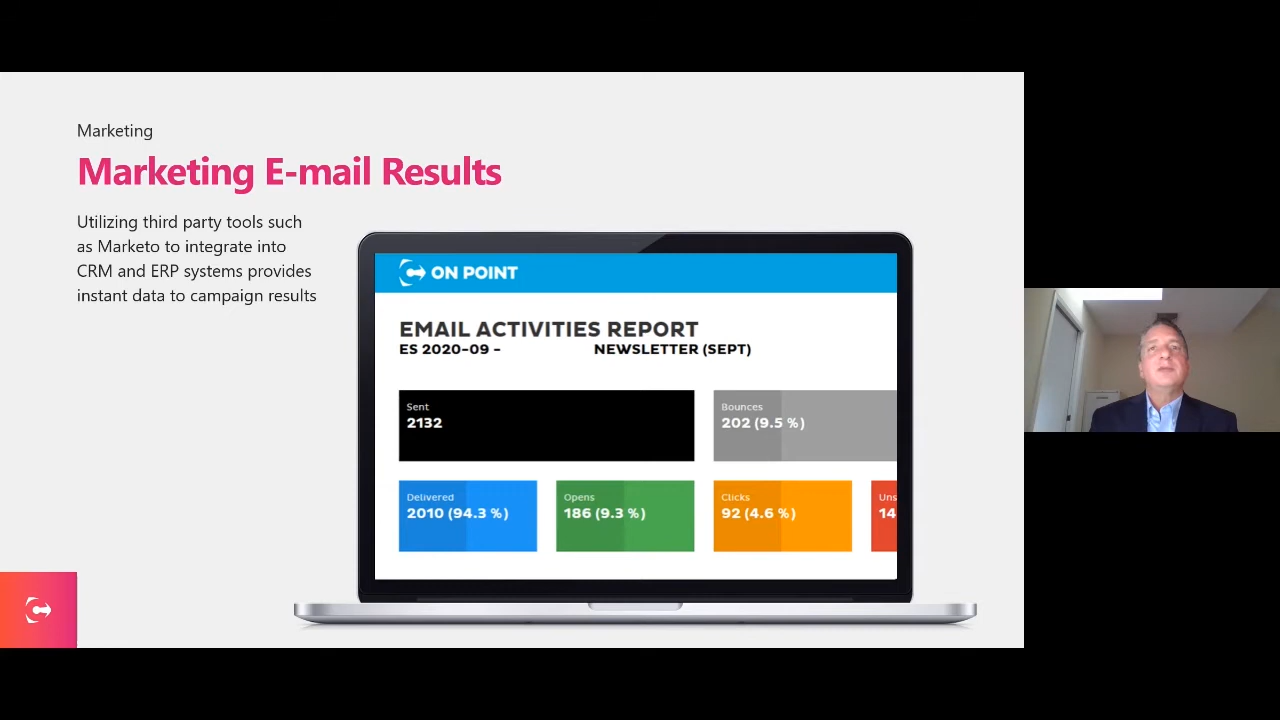 Marketing
Marketing E-mail Results
Utilizing third party tools such
as Marketo to integrate into
CRM and ERP systems provides
instant data to campaign results
ON POINT
EMAIL ACTIVITIES REPORT
ES 2020-09 - NEWSLETTER (SEPT)
Sent
2132
Bounces
202 (9.5 %)
Delivered
2010 (94.3 %)
Opens
186 (9.3 %)
Clicks
92 (4.6 %)
Uns
14